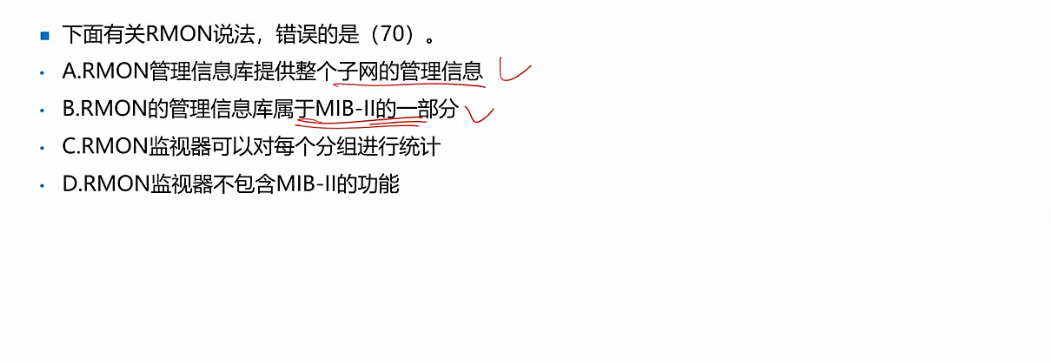 下面有关RMON说法，错误的是（70）。
A.RMON管理信息库提供整个子网的管理信息
B.RMON的管理信息库属于MIB-II的一部分
C.RMON监视器可以对每个分组进行统计
D.RMON监视器不包含MIB-II的功能